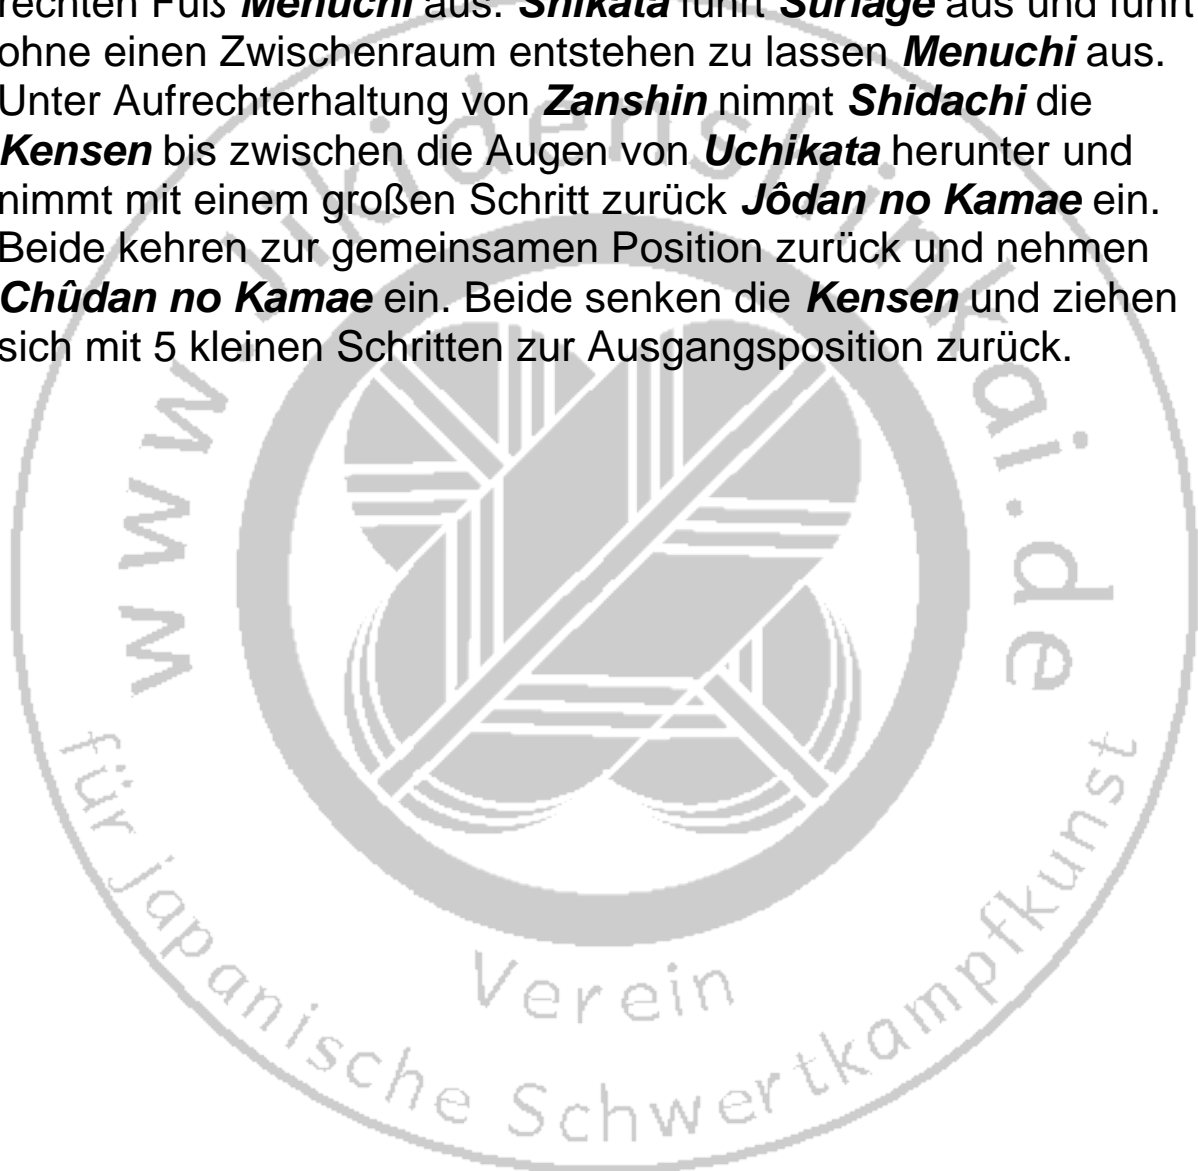 rechten Fuß Menuchi aus. Shikata führt Suriage aus und führt
ohne einen Zwischenraum entstehen zu lassen Menuchi aus.
Unter Aufrechterhaltung von Zanshin nimmt Shidachi die
Kensen bis zwischen die Augen von Uchikata herunter und
nimmt mit einem großen Schritt zurück Jôdan no Kamae ein.
Beide kehren zur gemeinsamen Position zurück und nehmen
Chûdan no Kamae ein. Beide senken die Kensen und ziehen
sich mit 5 kleinen Schritten zur Ausgangsposition zurück.
www.Yukidenshinkai.de
Verein
für japanische Schwertkampfkunst